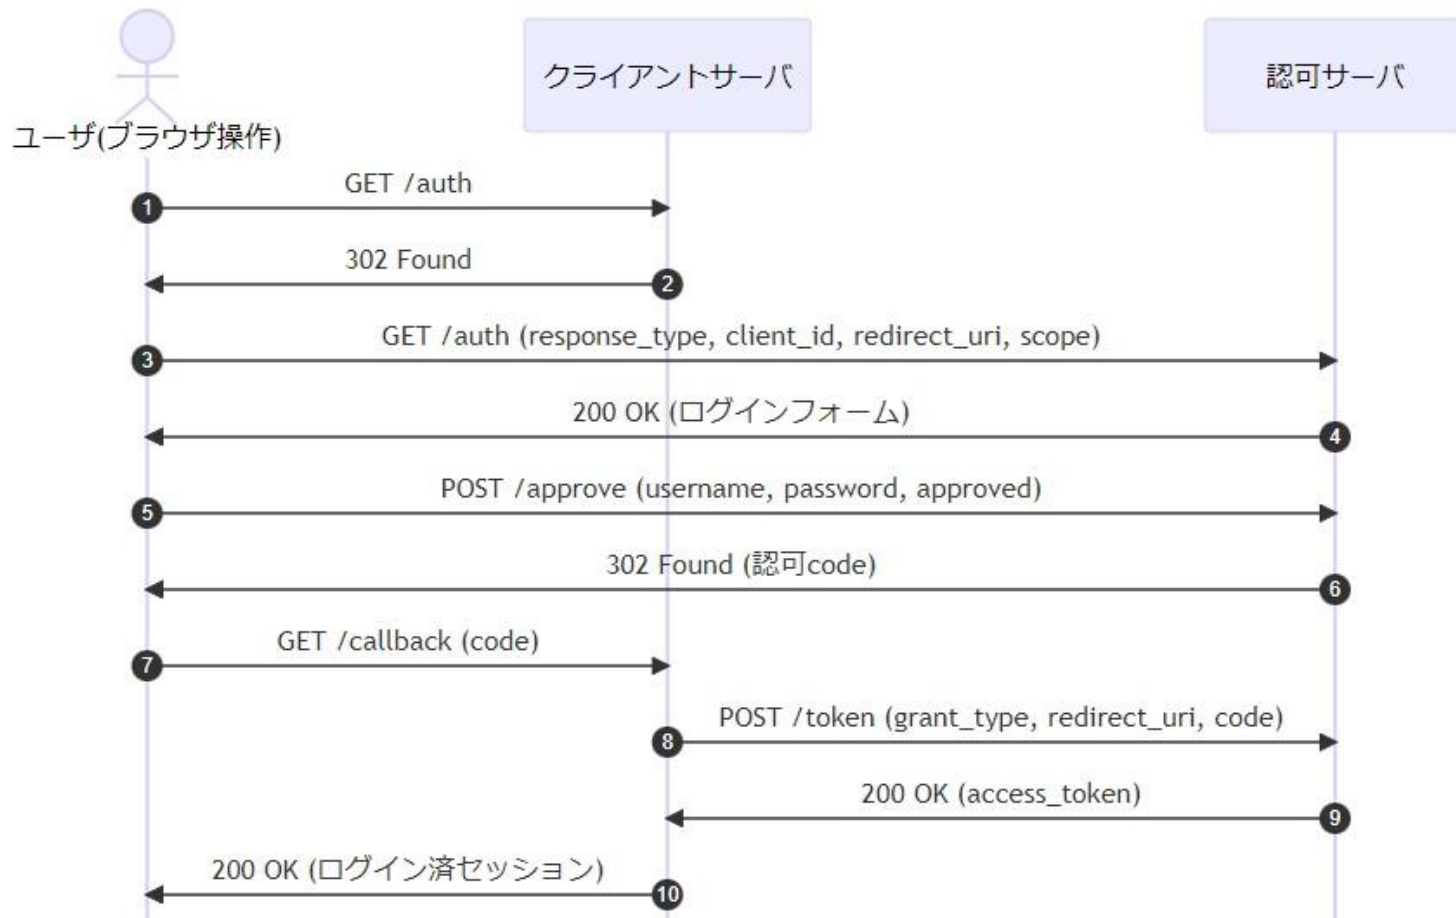 クライアントサーバ
認可サーバ
ユーザ(ブラウザ操作)
GET /auth
1
302 Found
2
GET /auth (response_type, client_id, redirect_uri, scope)
3
200 OK (ログインフォーム)
4
POST /approve (username, password, approved)
5
302 Found (認可code)
6
GET /callback (code)
7
POST /token (grant_type, redirect_uri, code)
8
200 OK (access_token)
9
200 OK (ログイン済セッション)
10